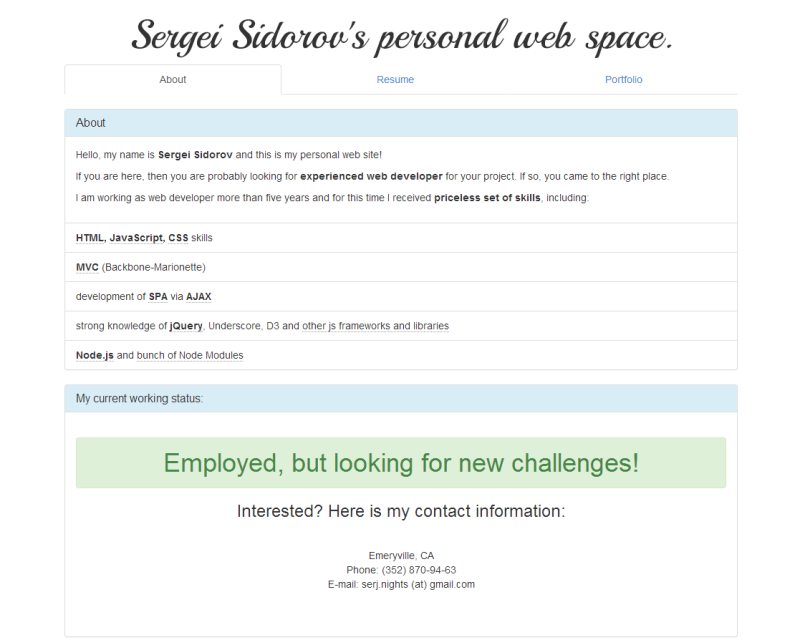 Sergei Sidorov's personal web space.
About Resume Portfolio
About
Hello, my name is Sergei Sidorov and this is my personal web site!
If you are here, then you are probably looking for experienced web developer for your project. If so, you came to the right place.
I am working as web developer more than five years and for this time I received priceless set of skills, including:
HTML, JavaScript, CSS skills
MVC (Backbone-Marionette)
development of SPA via AJAX
strong knowledge of jQuery, Underscore, D3 and other js frameworks and libraries
Node.js and bunch of Node Modules
My current working status:
Employed, but looking for new challenges!
Interested? Here is my contact information:
Emeryville, CA
Phone: (352) 870-94-63
E-mail: serj.nights (at) gmail.com